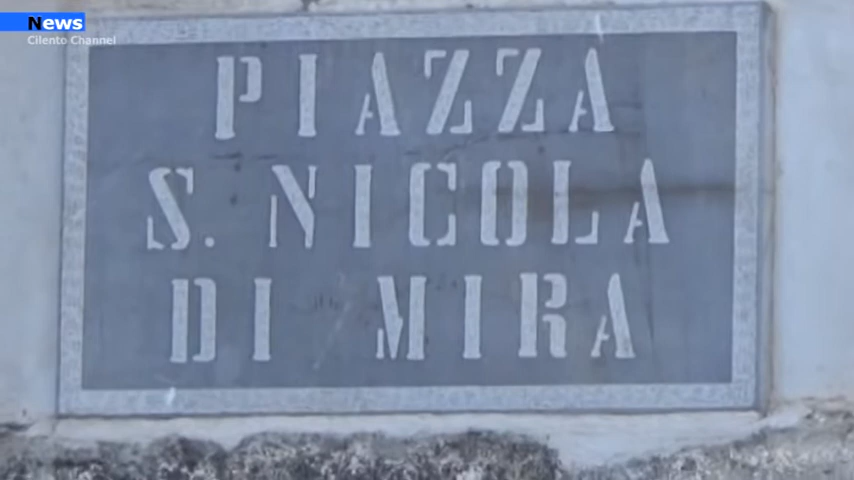 News
Cilento Channel
PIAZZA
S. NICOLA
DI MIRA